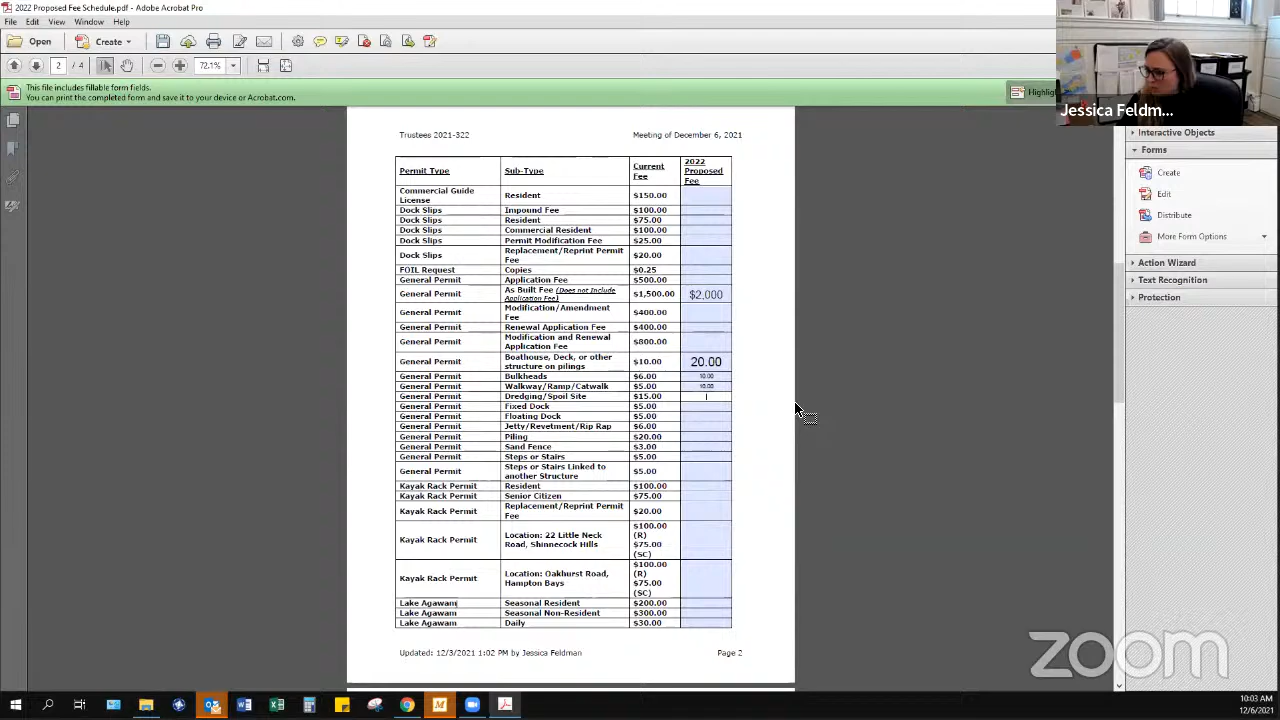 2022 Proposed Fee Schedule.pdf - Adobe Acrobat Pro
File Edit View Window Help
Open Create
2 / 4 72.1%
This file includes fillable form fields.
You can print the completed form and save it to your device or Acrobat.com.
Highlig
Jessica Feldm...
Interactive Objects
Forms
Create
Edit
Distribute
More Form Options
Action Wizard
Text Recognition
Protection
Trustees 2021-322 Meeting of December 6, 2021
Permit Type Sub-Type Current Fee 2022 Proposed Fee
Commercial Guide License Resident $150.00
Dock Slips Impound Fee $100.00
Dock Slips Resident $75.00
Dock Slips Commercial Resident $100.00
Dock Slips Permit Modification Fee $25.00
Dock Slips Replacement/Reprint Permit Fee $20.00
FOIL Request Copies $0.25
General Permit Application Fee $500.00
General Permit As Built Fee (Does not Include Application Fee) $1,500.00 $2,000
General Permit Modification/Amendment Fee $400.00
General Permit Renewal Application Fee $400.00
General Permit Modification and Renewal Application Fee $800.00
General Permit Boathouse, Deck, or other structure on pilings $10.00 20.00
General Permit Bulkheads $6.00 10.00
General Permit Walkway/Ramp/Catwalk $5.00 10.00
General Permit Dredging/Spoil Site $15.00
General Permit Fixed Dock $5.00
General Permit Floating Dock $5.00
General Permit Jetty/Revetment/Rip Rap $6.00
General Permit Piling $20.00
General Permit Sand Fence $3.00
General Permit Steps or Stairs $5.00
General Permit Steps or Stairs Linked to another Structure $5.00
Kayak Rack Permit Resident $100.00
Kayak Rack Permit Senior Citizen $75.00
Kayak Rack Permit Replacement/Reprint Permit Fee $20.00
Kayak Rack Permit Location: 22 Little Neck Road, Shinnecock Hills $100.00 (R) $75.00 (SC)
Kayak Rack Permit Location: Oakhurst Road, Hampton Bays $100.00 (R) $75.00 (SC)
Lake Agawam Seasonal Resident $200.00
Lake Agawam Seasonal Non-Resident $300.00
Lake Agawam Daily $30.00
Updated: 12/3/2021 1:02 PM by Jessica Feldman Page 2
zoom
10:03 AM
12/6/2021